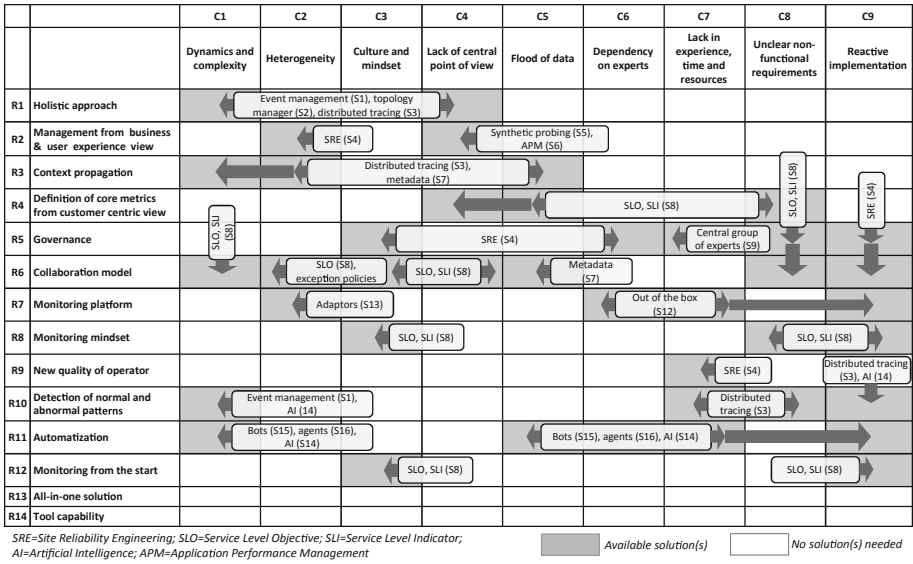 C1 C2 C3 C4 C5 C6 C7 C8 C9
Dynamics and
complexity
Heterogeneity
Culture and
mindset
Lack of central
point of view
Flood of data
Dependency
on experts
Lack in
experience,
time and
resources
Unclear non-
functional
requirements
Reactive
implementation
R1 Holistic approach
Event management (S1), topology
manager (S2), distributed tracing (S3)
R2 Management from business
& user experience view
SRE (S4)
Synthetic probing (S5),
APM (S6)
R3 Context propagation
Distributed tracing (S3),
metadata (S7)
SLO, SLI (S8)
SRE (S4)
R4 Definition of core metrics
from customer centric view
SLO, SLI (S8)
SLO, SLI
(S8)
R5 Governance
SRE (S4)
Central group
of experts (S9)
R6 Collaboration model
SLO (S8),
exception policies
SLO, SLI (S8)
Metadata
(S7)
R7 Monitoring platform
Adaptors (S13)
Out of the box
(S12)
R8 Monitoring mindset
SLO, SLI (S8)
SLO, SLI (S8)
R9 New quality of operator
SRE (S4)
Distributed tracing
(S3), AI (14)
R10 Detection of normal and
abnormal patterns
Event management (S1),
AI (14)
Distributed
tracing (S3)
R11 Automatization
Bots (S15), agents (S16),
AI (S14)
Bots (S15), agents (S16), AI (S14)
R12 Monitoring from the start
SLO, SLI (S8)
SLO, SLI (S8)
R13 All-in-one solution
R14 Tool capability
SRE=Site Reliability Engineering; SLO=Service Level Objective; SLI=Service Level Indicator;
AI=Artificial Intelligence; APM=Application Performance Management
Available solution(s)
No solution(s) needed